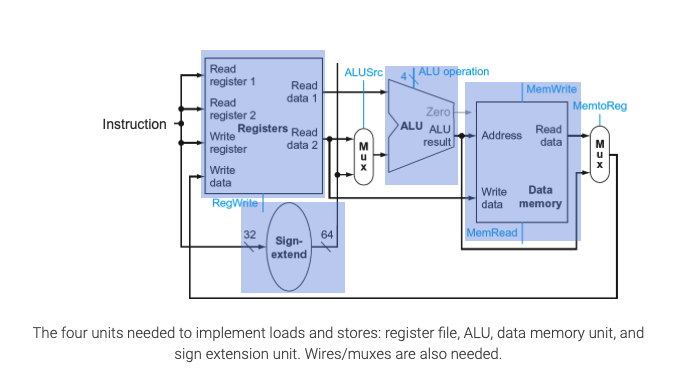 Instruction
Read
register 1
Read
register 2
Write
register
Write
data
Registers
Read
data 1
Read
data 2
RegWrite
32
Sign-
extend
64
ALUSrc
M
u
x
4
ALU operation
Zero
ALU
ALU
result
MemWrite
Address
Read
data
Write
data
Data
memory
MemRead
MemtoReg
M
u
x
The four units needed to implement loads and stores: register file, ALU, data memory unit, and
sign extension unit. Wires/muxes are also needed.